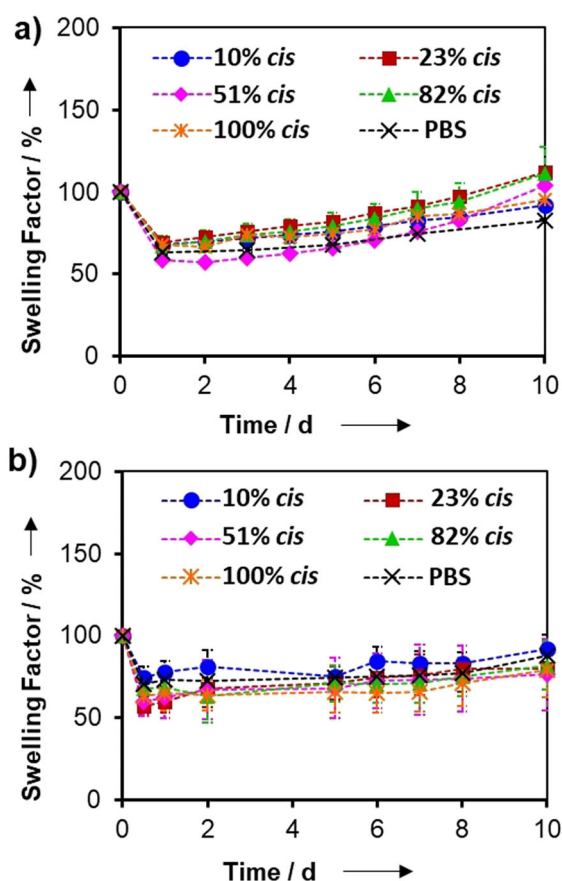 a)
200
10% cis
23% cis
51% cis
82% cis
100% cis
PBS
150
100
50
0
Swelling Factor / %
0 2 4 6 8 10
Time / d
b)
200
10% cis
23% cis
51% cis
82% cis
100% cis
PBS
150
100
50
0
Swelling Factor / %
0 2 4 6 8 10
Time / d